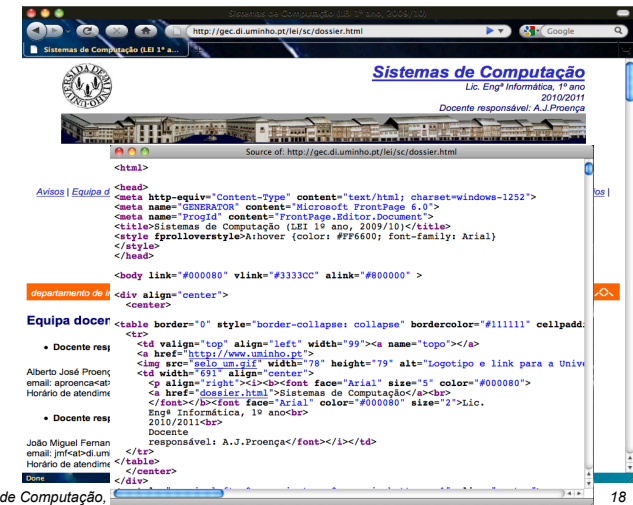 Sistemas de Computação (LEI 1º ano, 2009/10)
http://gec.di.uminho.pt/lei/sc/dossier.html
Google
Sistemas de Computação (LEI 1º a...
Sistemas de Computação
Lic. Engª Informática, 1º ano
2010/2011
Docente responsável: A.J.Proença
Source of: http://gec.di.uminho.pt/lei/sc/dossier.html
Avisos | Equipa d
os |
departamento de i
Equipa docen
• Docente resp
Alberto José Proenç
email: aproenca<at>
Horário de atendime
• Docente resp
João Miguel Fernan
email: jmf<at>di.umi
Horário de atendime
<html>
<head>
<meta http-equiv="Content-Type" content="text/html; charset=windows-1252">
<meta name="GENERATOR" content="Microsoft FrontPage 6.0">
<meta name="ProgId" content="FrontPage.Editor.Document">
<title>Sistemas de Computação (LEI 1º ano, 2009/10)</title>
<style fprolloverstyle>A:hover {color: #FF6600; font-family: Arial}
</style>
</head>
<body link="#000080" vlink="#3333CC" alink="#800000" >
<div align="center">
<center>
<table border="0" style="border-collapse: collapse" bordercolor="#111111" cellpadd
<tr>
<td valign="top" align="left" width="99"><a name="topo"></a>
<a href="http://www.uminho.pt">
<img src="selo_um.gif" width="78" height="79" alt="Logotipo e link para a Unive
<td width="691" align="center">
<p align="right"><i><b><font face="Arial" size="5" color="#000080">
<a href="dossier.html">Sistemas de Computação</a><br>
</font></b><font face="Arial" color="#000080" size="2">Lic.
Engª Informática, 1º ano<br>
2010/2011<br>
Docente
responsável: A.J.Proença</font></i></td>
</tr>
</table>
</center>
</div>
Done
de Computação,
18